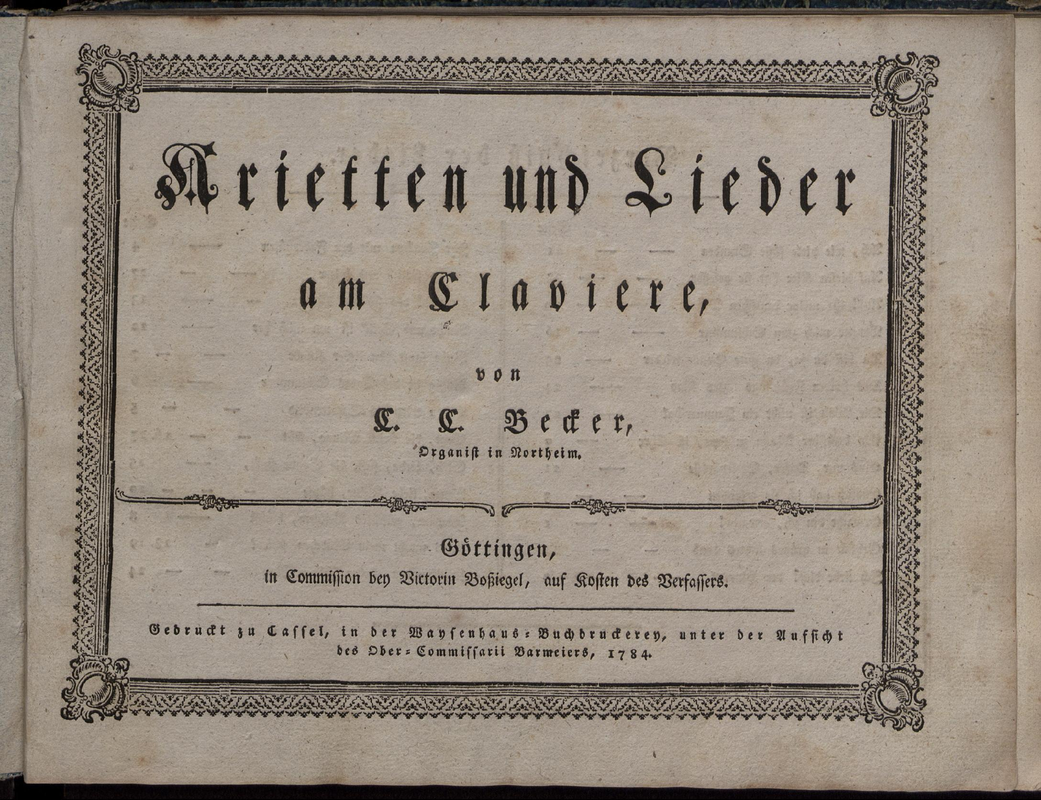 Arietten und Lieder
am Claviere,
von
C. C. Becker,
Organist in Northeim.
Göttingen,
in Commission bey Victorin Boßiegel, auf Kosten des Verfassers.
Gedruckt zu Cassel, in der Waysenhaus-Buchdruckerey, unter der Aufsicht
des Ober-Commissarii Barmeiers, 1784.